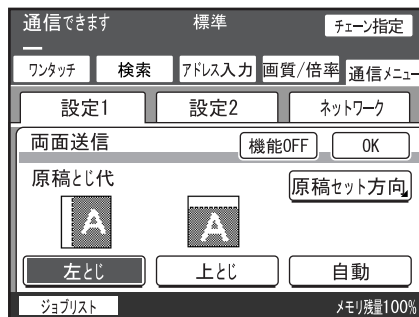 通信できます 標準 チェーン指定
ワンタッチ 検索 アドレス入力 画質/倍率 通信メニュー
設定1 設定2 ネットワーク
両面送信 機能OFF OK
原稿とじ代 原稿セット方向
A A
左とじ 上とじ 自動
ジョブリスト メモリ残量100%